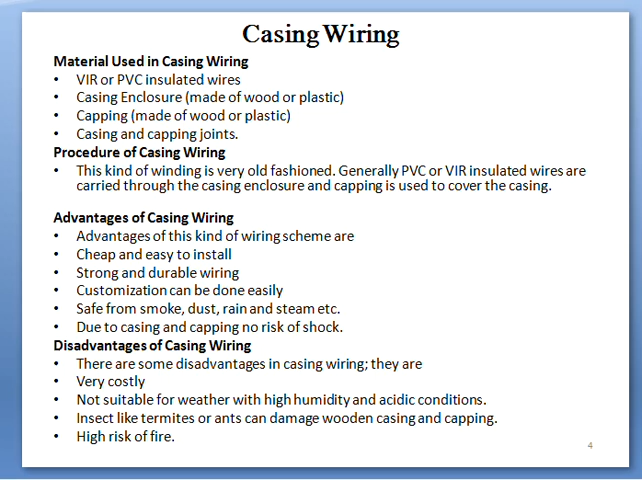 Casing Wiring
Material Used in Casing Wiring
• VIR or PVC insulated wires
• Casing Enclosure (made of wood or plastic)
• Capping (made of wood or plastic)
• Casing and capping joints.
Procedure of Casing Wiring
• This kind of winding is very old fashioned. Generally PVC or VIR insulated wires are
carried through the casing enclosure and capping is used to cover the casing.
Advantages of Casing Wiring
• Advantages of this kind of wiring scheme are
• Cheap and easy to install
• Strong and durable wiring
• Customization can be done easily
• Safe from smoke, dust, rain and steam etc.
• Due to casing and capping no risk of shock.
Disadvantages of Casing Wiring
• There are some disadvantages in casing wiring; they are
• Very costly
• Not suitable for weather with high humidity and acidic conditions.
• Insect like termites or ants can damage wooden casing and capping.
• High risk of fire.
4